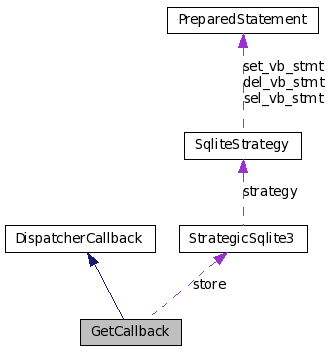 PreparedStatement
set_vb_stmt
del_vb_stmt
sel_vb_stmt
SqliteStrategy
strategy
DispatcherCallback
StrategicSqlite3
store
GetCallback